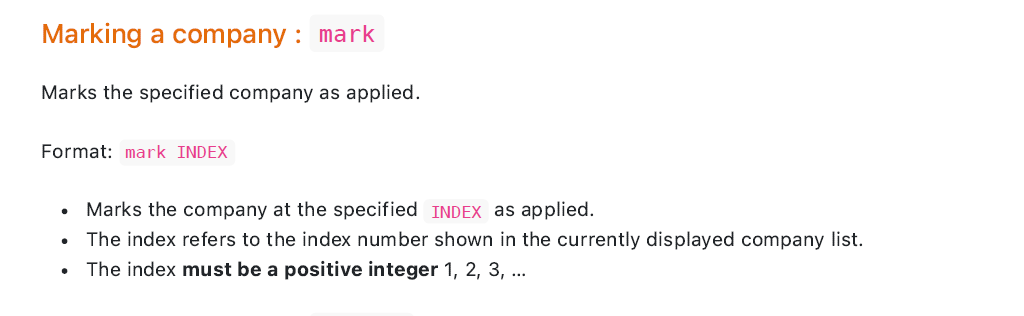 Marking a company : mark
Marks the specified company as applied.
Format: mark INDEX
• Marks the company at the specified INDEX as applied.
• The index refers to the index number shown in the currently displayed company list.
• The index must be a positive integer 1, 2, 3, …